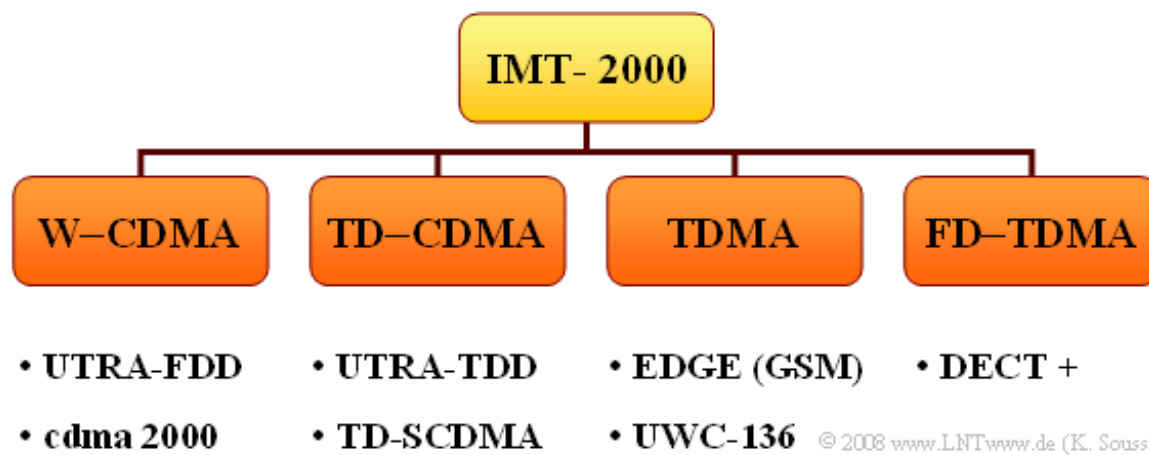 IMT- 2000
W–CDMA
TD–CDMA
TDMA
FD–TDMA
• UTRA-FDD
• cdma 2000
• UTRA-TDD
• TD-SCDMA
• EDGE (GSM)
• UWC-136
• DECT +
© 2008 www.LNTwww.de (K. Souss